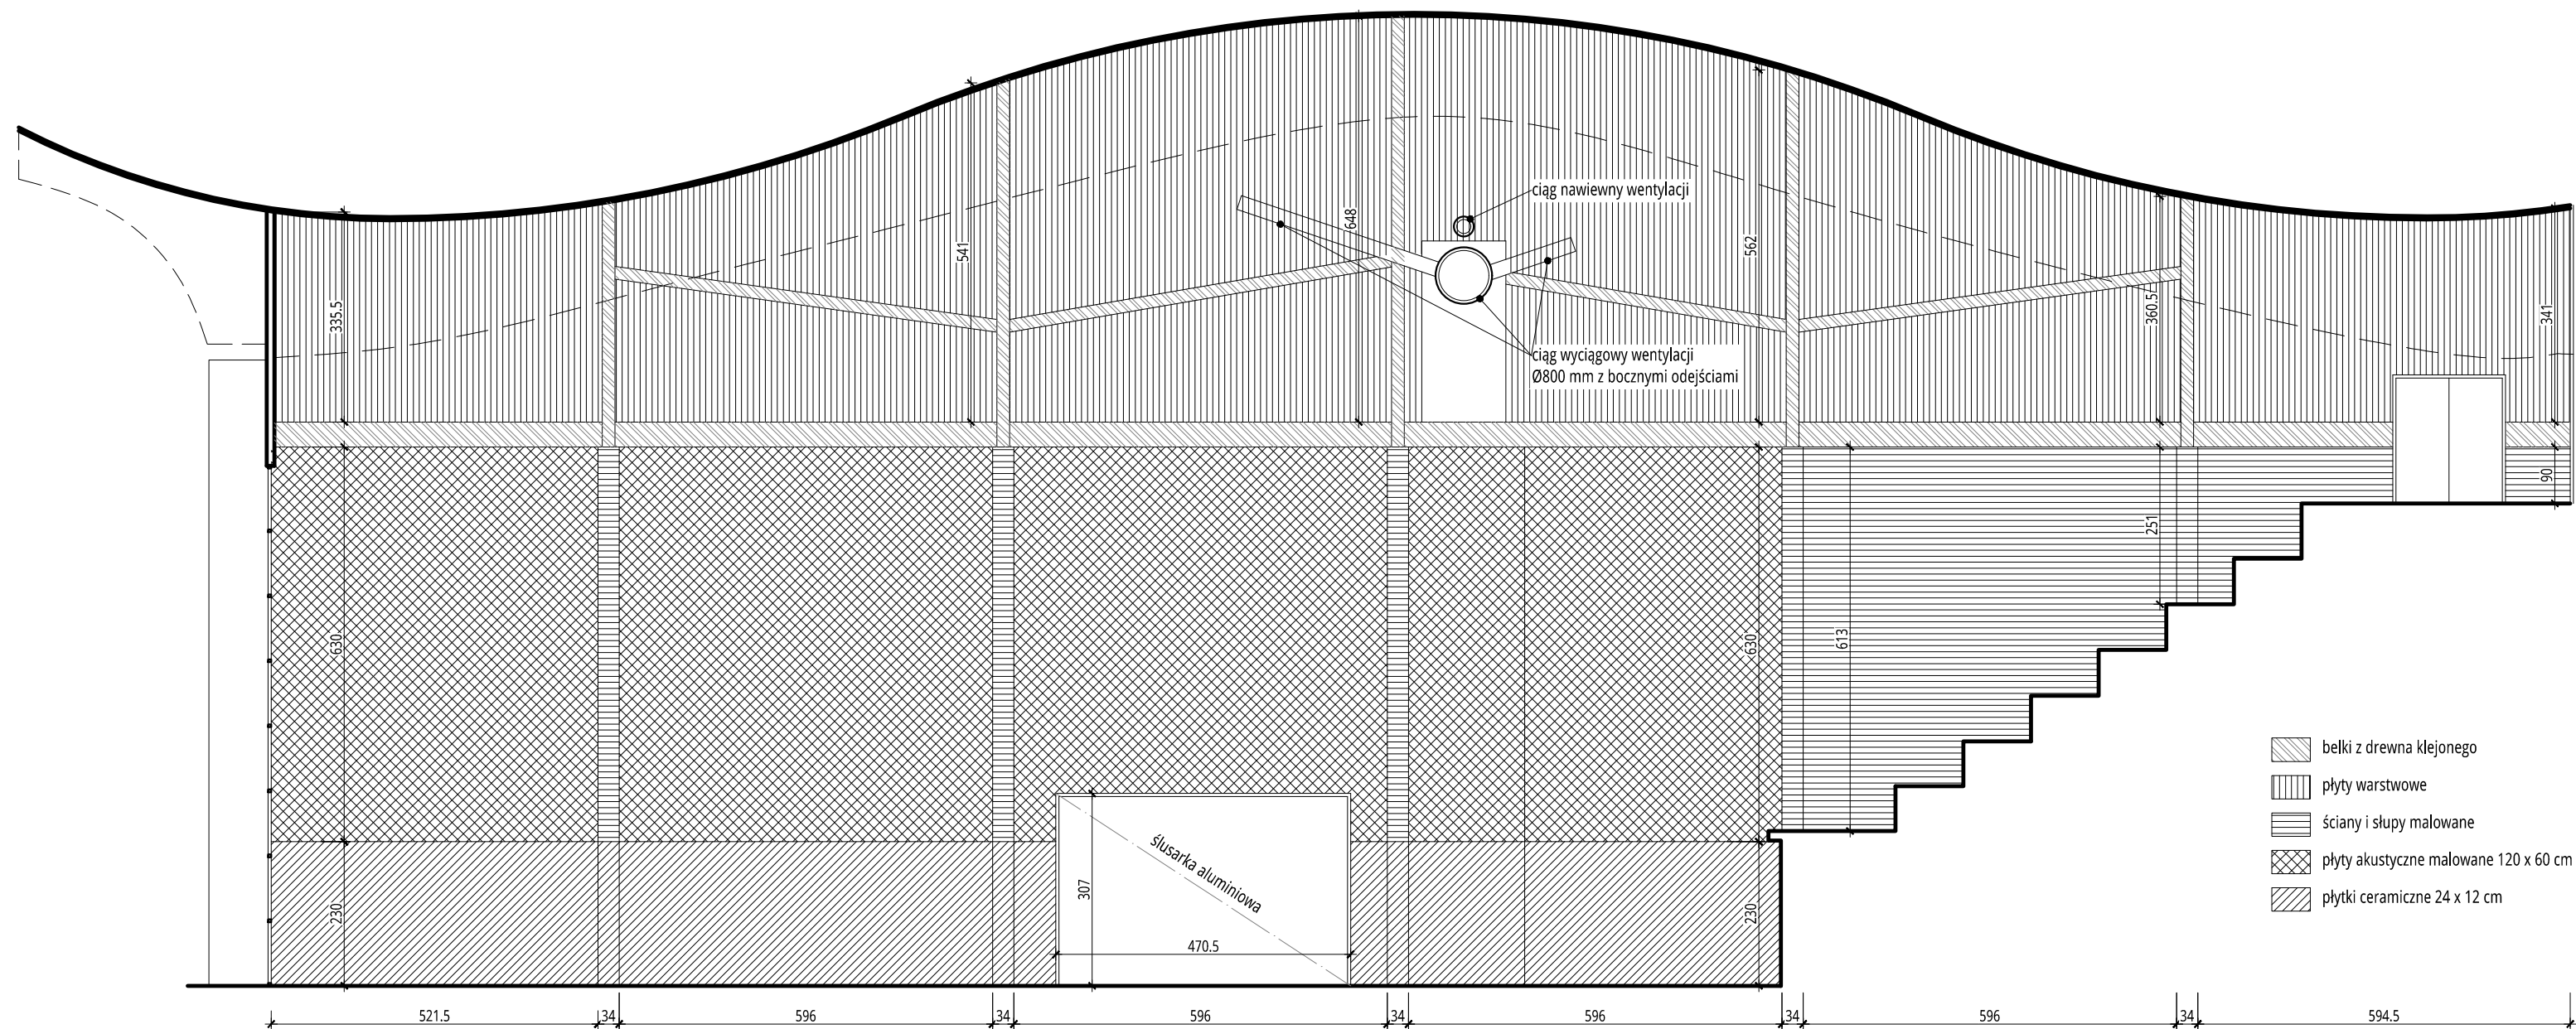 ciąg nawiewny wentylacji
648
541
562
335.5
360.5
341
ciąg wyciągowy wentylacji
Ø800 mm z bocznymi odejściami
90
251
630
630
613
belki z drewna klejonego
płyty warstwowe
ściany i słupy malowane
płyty akustyczne malowane 120 x 60 cm
płytki ceramiczne 24 x 12 cm
ślusarka aluminiowa
307
230
230
470.5
521.5 34 596 34 596 34 596 34 596 34 594.5